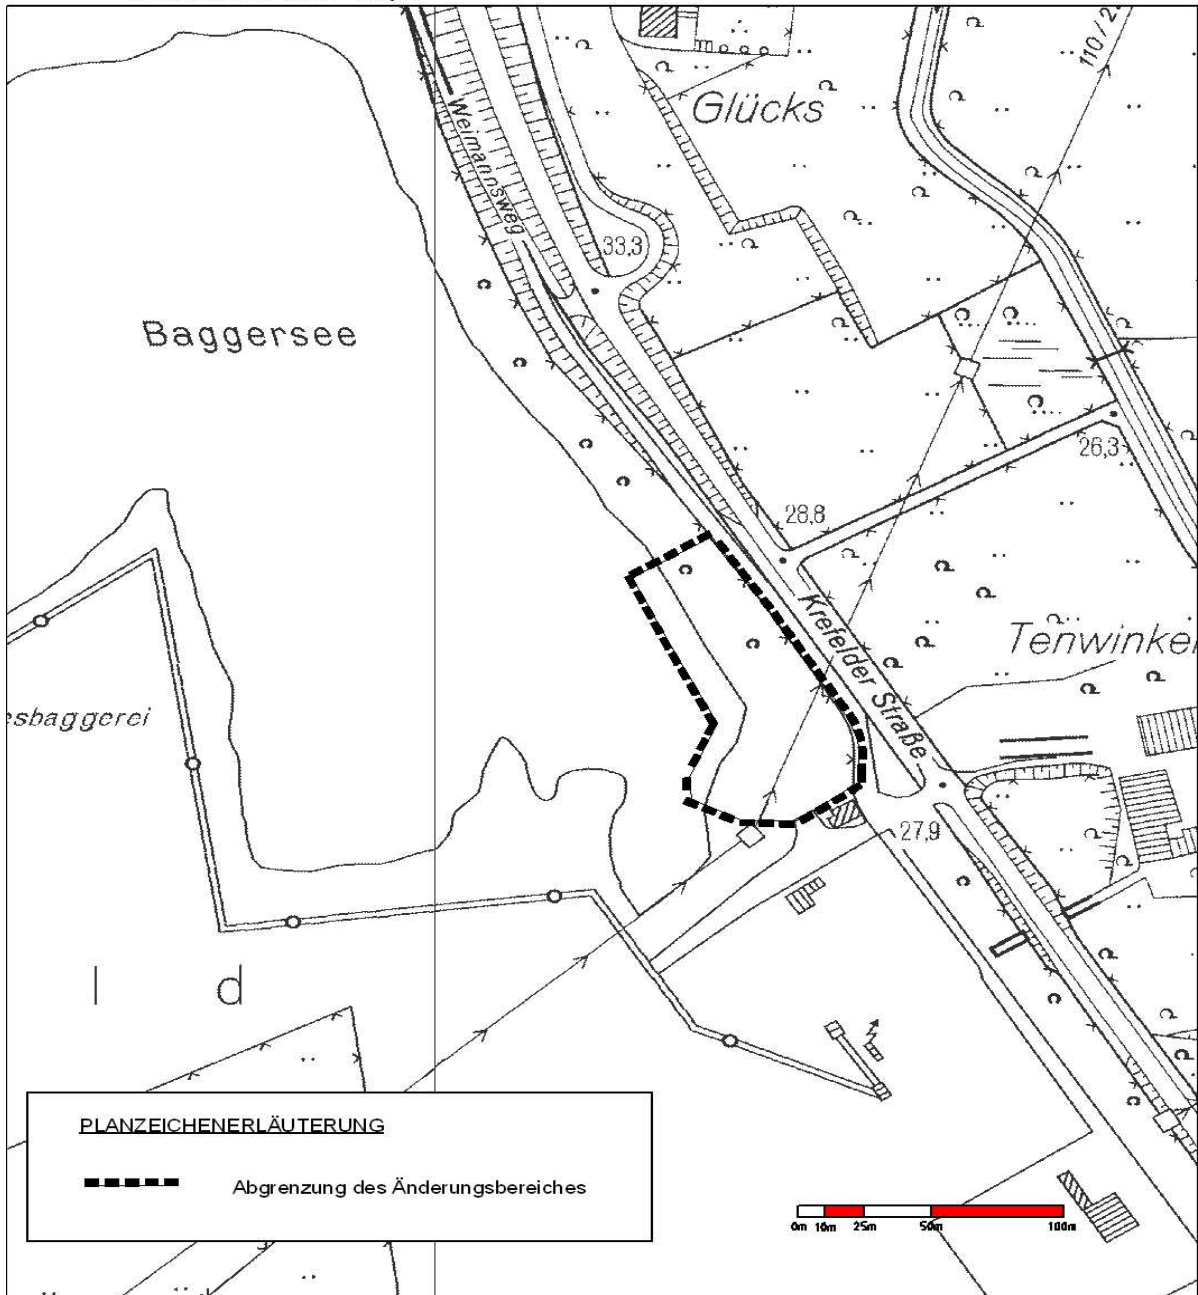 110/2
Glücks
Weimannsweg
33,3
Baggersee
26,3
28,8
Krefelder Straße
Tenwinkel
esbaggerei
27,9
l d
PLANZEICHENERLÄUTERUNG
Abgrenzung des Änderungsbereiches
0m 10m 25m 50m 100m